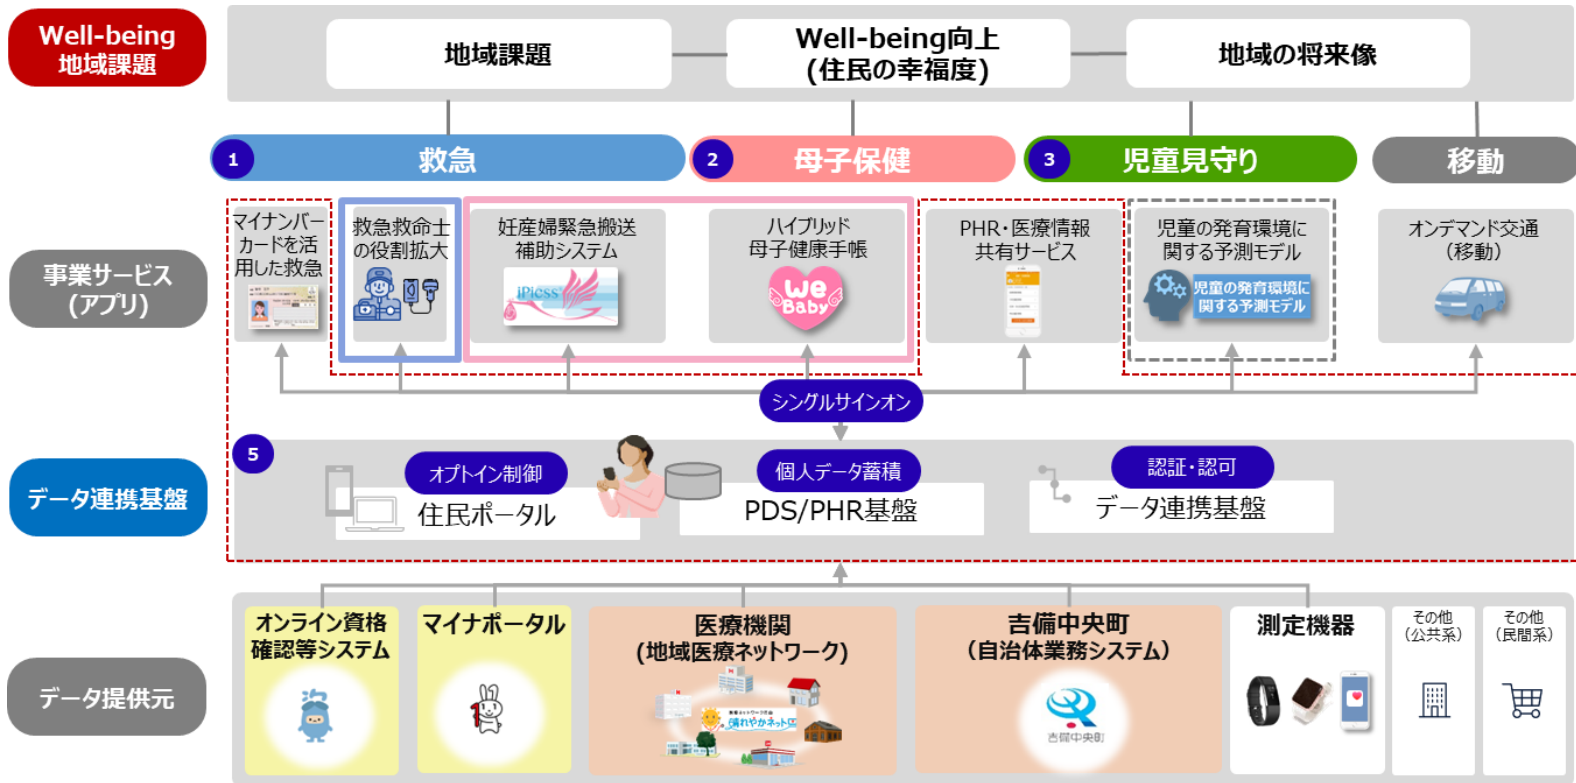 Well-being
地域課題
地域課題
Well-being向上
(住民の幸福度)
地域の将来像
1
救急
2
母子保健
3
児童見守り
移動
事業サービス
(アプリ)
マイナンバー
カードを活
用した救急
救急救命士
の役割拡大
妊産婦緊急搬送
補助システム
iPicss
ハイブリッド
母子健康手帳
we
Baby
PHR・医療情報
共有サービス
児童の発育環境に
関する予測モデル
児童の発育環境に
関する予測モデル
オンデマンド交通
(移動)
シングルサインオン
データ連携基盤
5
オプトイン制御
住民ポータル
個人データ蓄積
PDS/PHR基盤
認証・認可
データ連携基盤
データ提供元
オンライン資格
確認等システム
マイナポータル
医療機関
(地域医療ネットワーク)
晴れやかネット
吉備中央町
(自治体業務システム)
吉備中央町
測定機器
その他
(公共系)
その他
(民間系)